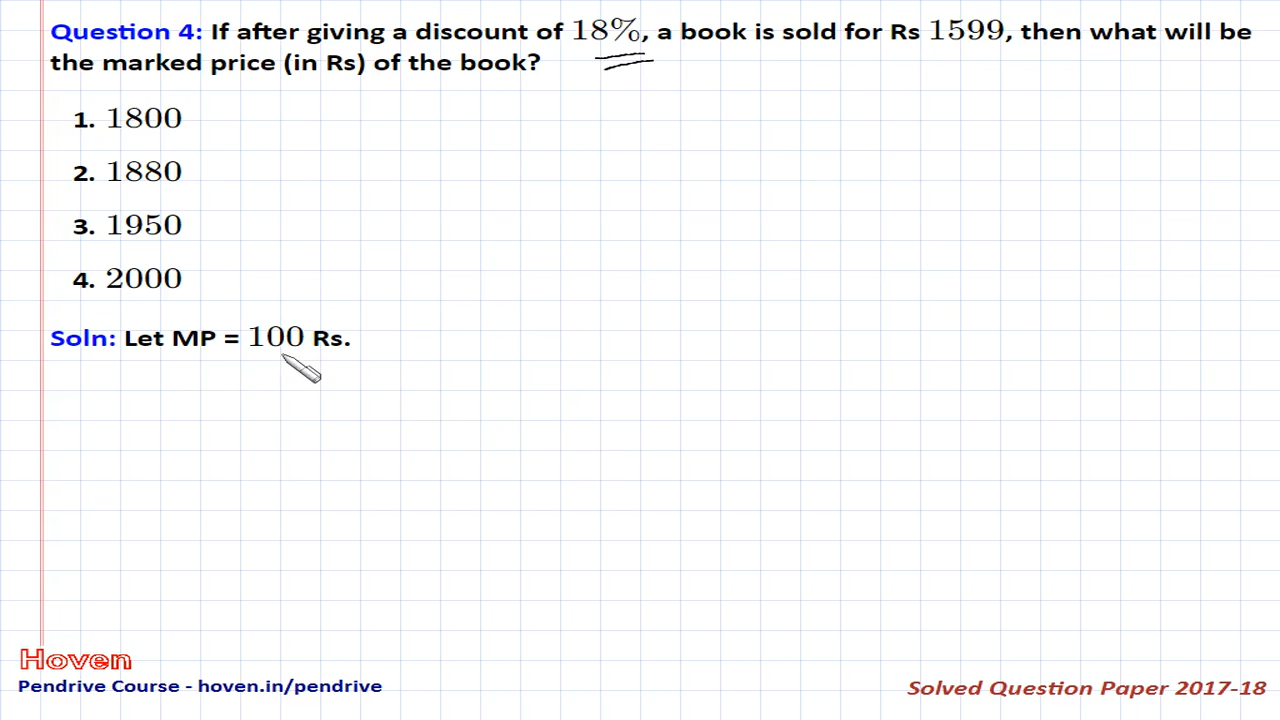 Question 4: If after giving a discount of 18%, a book is sold for Rs 1599, then what will be
the marked price (in Rs) of the book?
1. 1800
2. 1880
3. 1950
4. 2000
Soln: Let MP = 100 Rs.
Hoven
Pendrive Course - hoven.in/pendrive
Solved Question Paper 2017-18